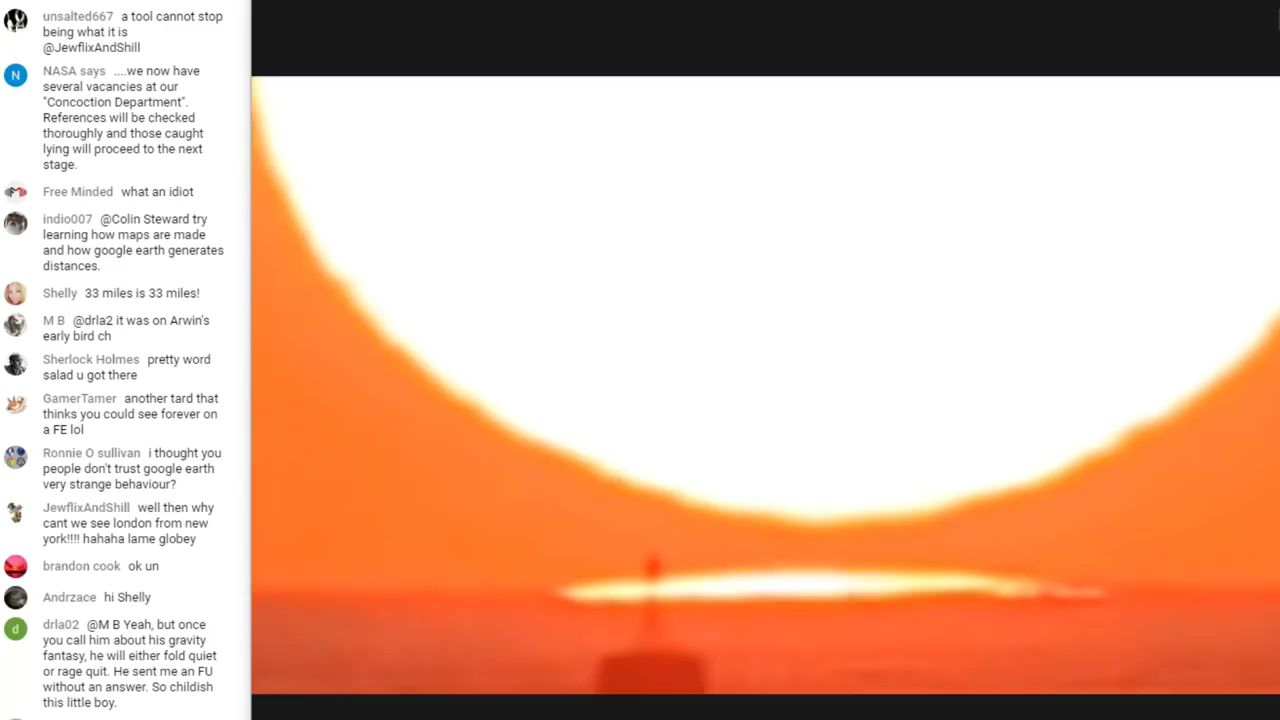 unsalted667 a tool cannot stop
being what it is
@JewflixAndShill
N
NASA says ....we now have
several vacancies at our
"Concoction Department".
References will be checked
thoroughly and those caught
lying will proceed to the next
stage.
Free Minded what an idiot
indio007 @Colin Steward try
learning how maps are made
and how google earth generates
distances.
Shelly 33 miles is 33 miles!
M B @drla2 it was on Arwin's
early bird ch
Sherlock Holmes pretty word
salad u got there
GamerTamer another tard that
thinks you could see forever on
a FE lol
Ronnie O sullivan i thought you
people don't trust google earth
very strange behaviour?
JewflixAndShill well then why
cant we see london from new
york!!!! hahaha lame globey
brandon cook ok un
Andrzace hi Shelly
d
drla02 @M B Yeah, but once
you call him about his gravity
fantasy, he will either fold quiet
or rage quit. He sent me an FU
without an answer. So childish
this little boy.